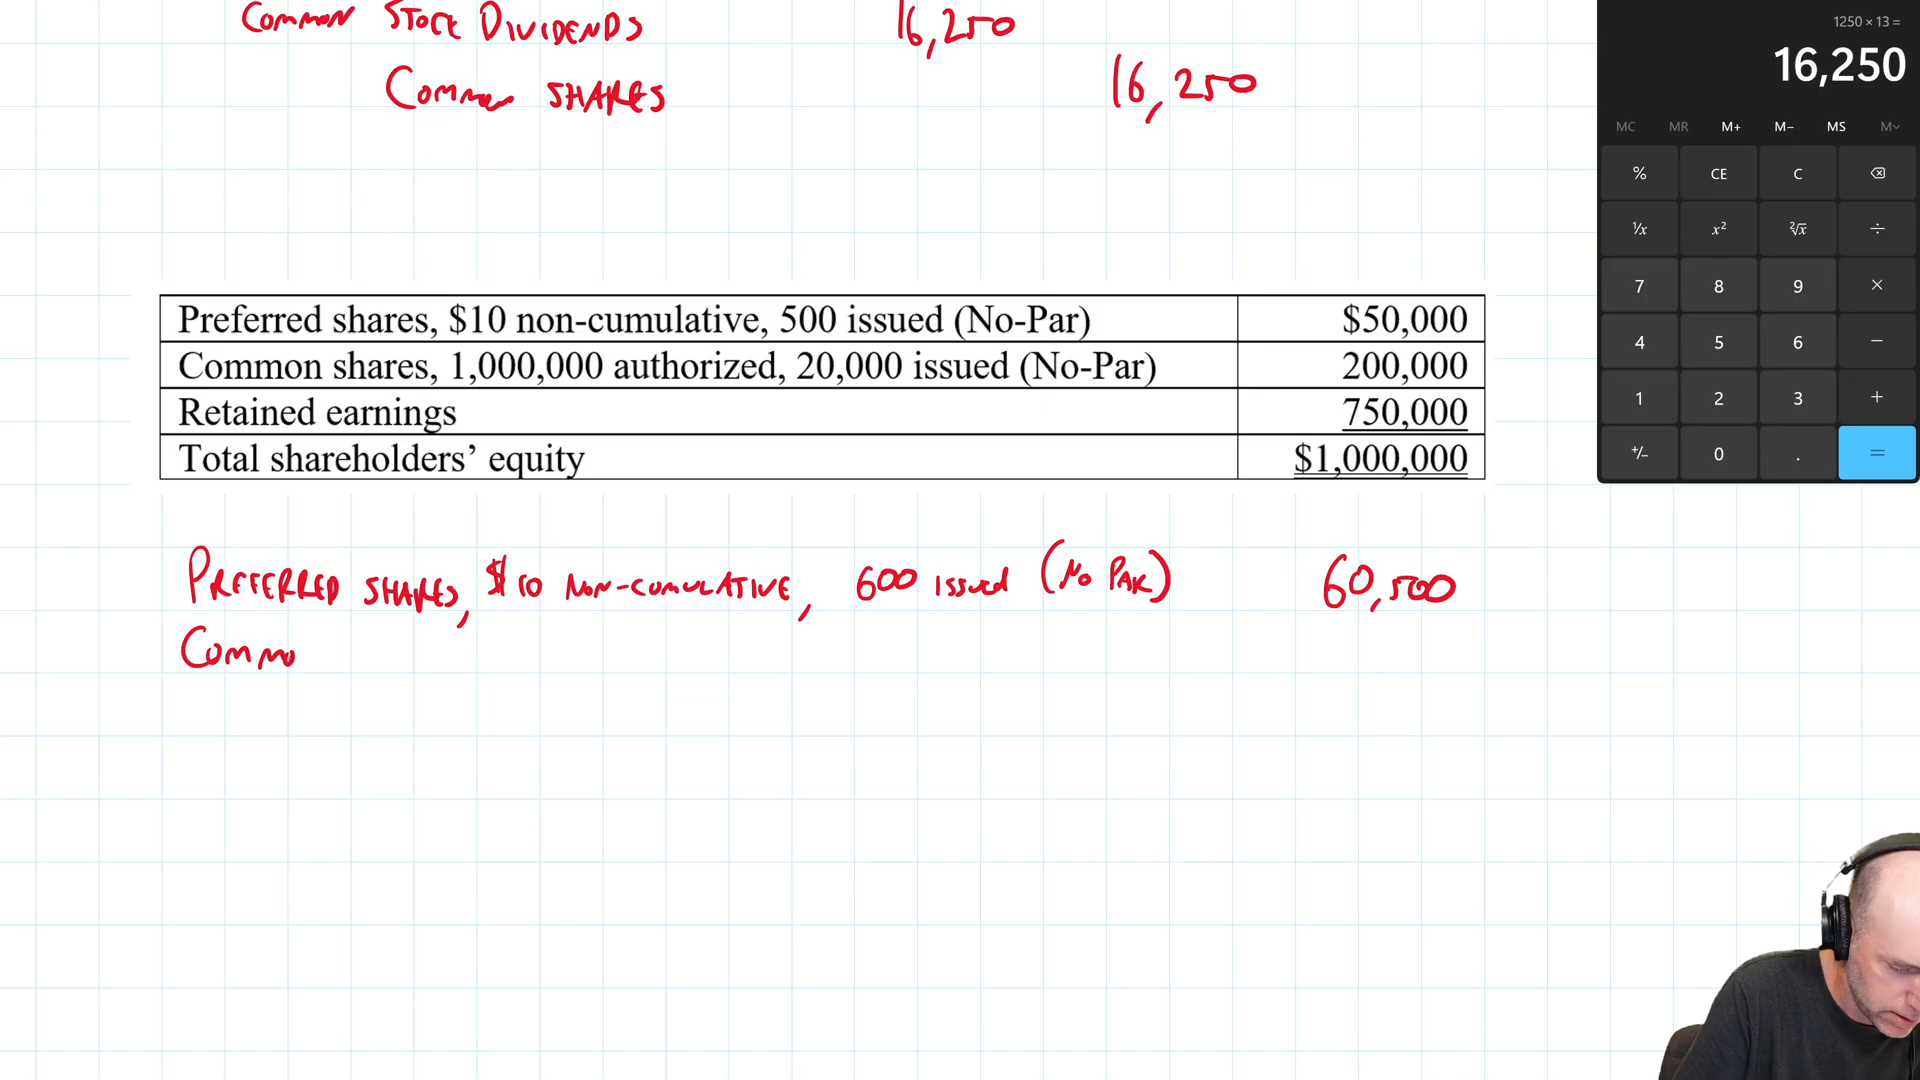 Common Stock Dividends 16,250
Common Shares 16,250
Preferred shares, $10 non-cumulative, 500 issued (No-Par) $50,000
Common shares, 1,000,000 authorized, 20,000 issued (No-Par) 200,000
Retained earnings 750,000
Total shareholders’ equity $1,000,000
Preferred shares, $10 non-cumulative, 600 issued (No Par) 60,500
Commo
1250 × 13 =
16,250
MC MR M+ M− MS M˅
% CE C ⌫
¹/x x² ²√x ÷
7 8 9 ×
4 5 6 −
1 2 3 +
+/− 0 . =